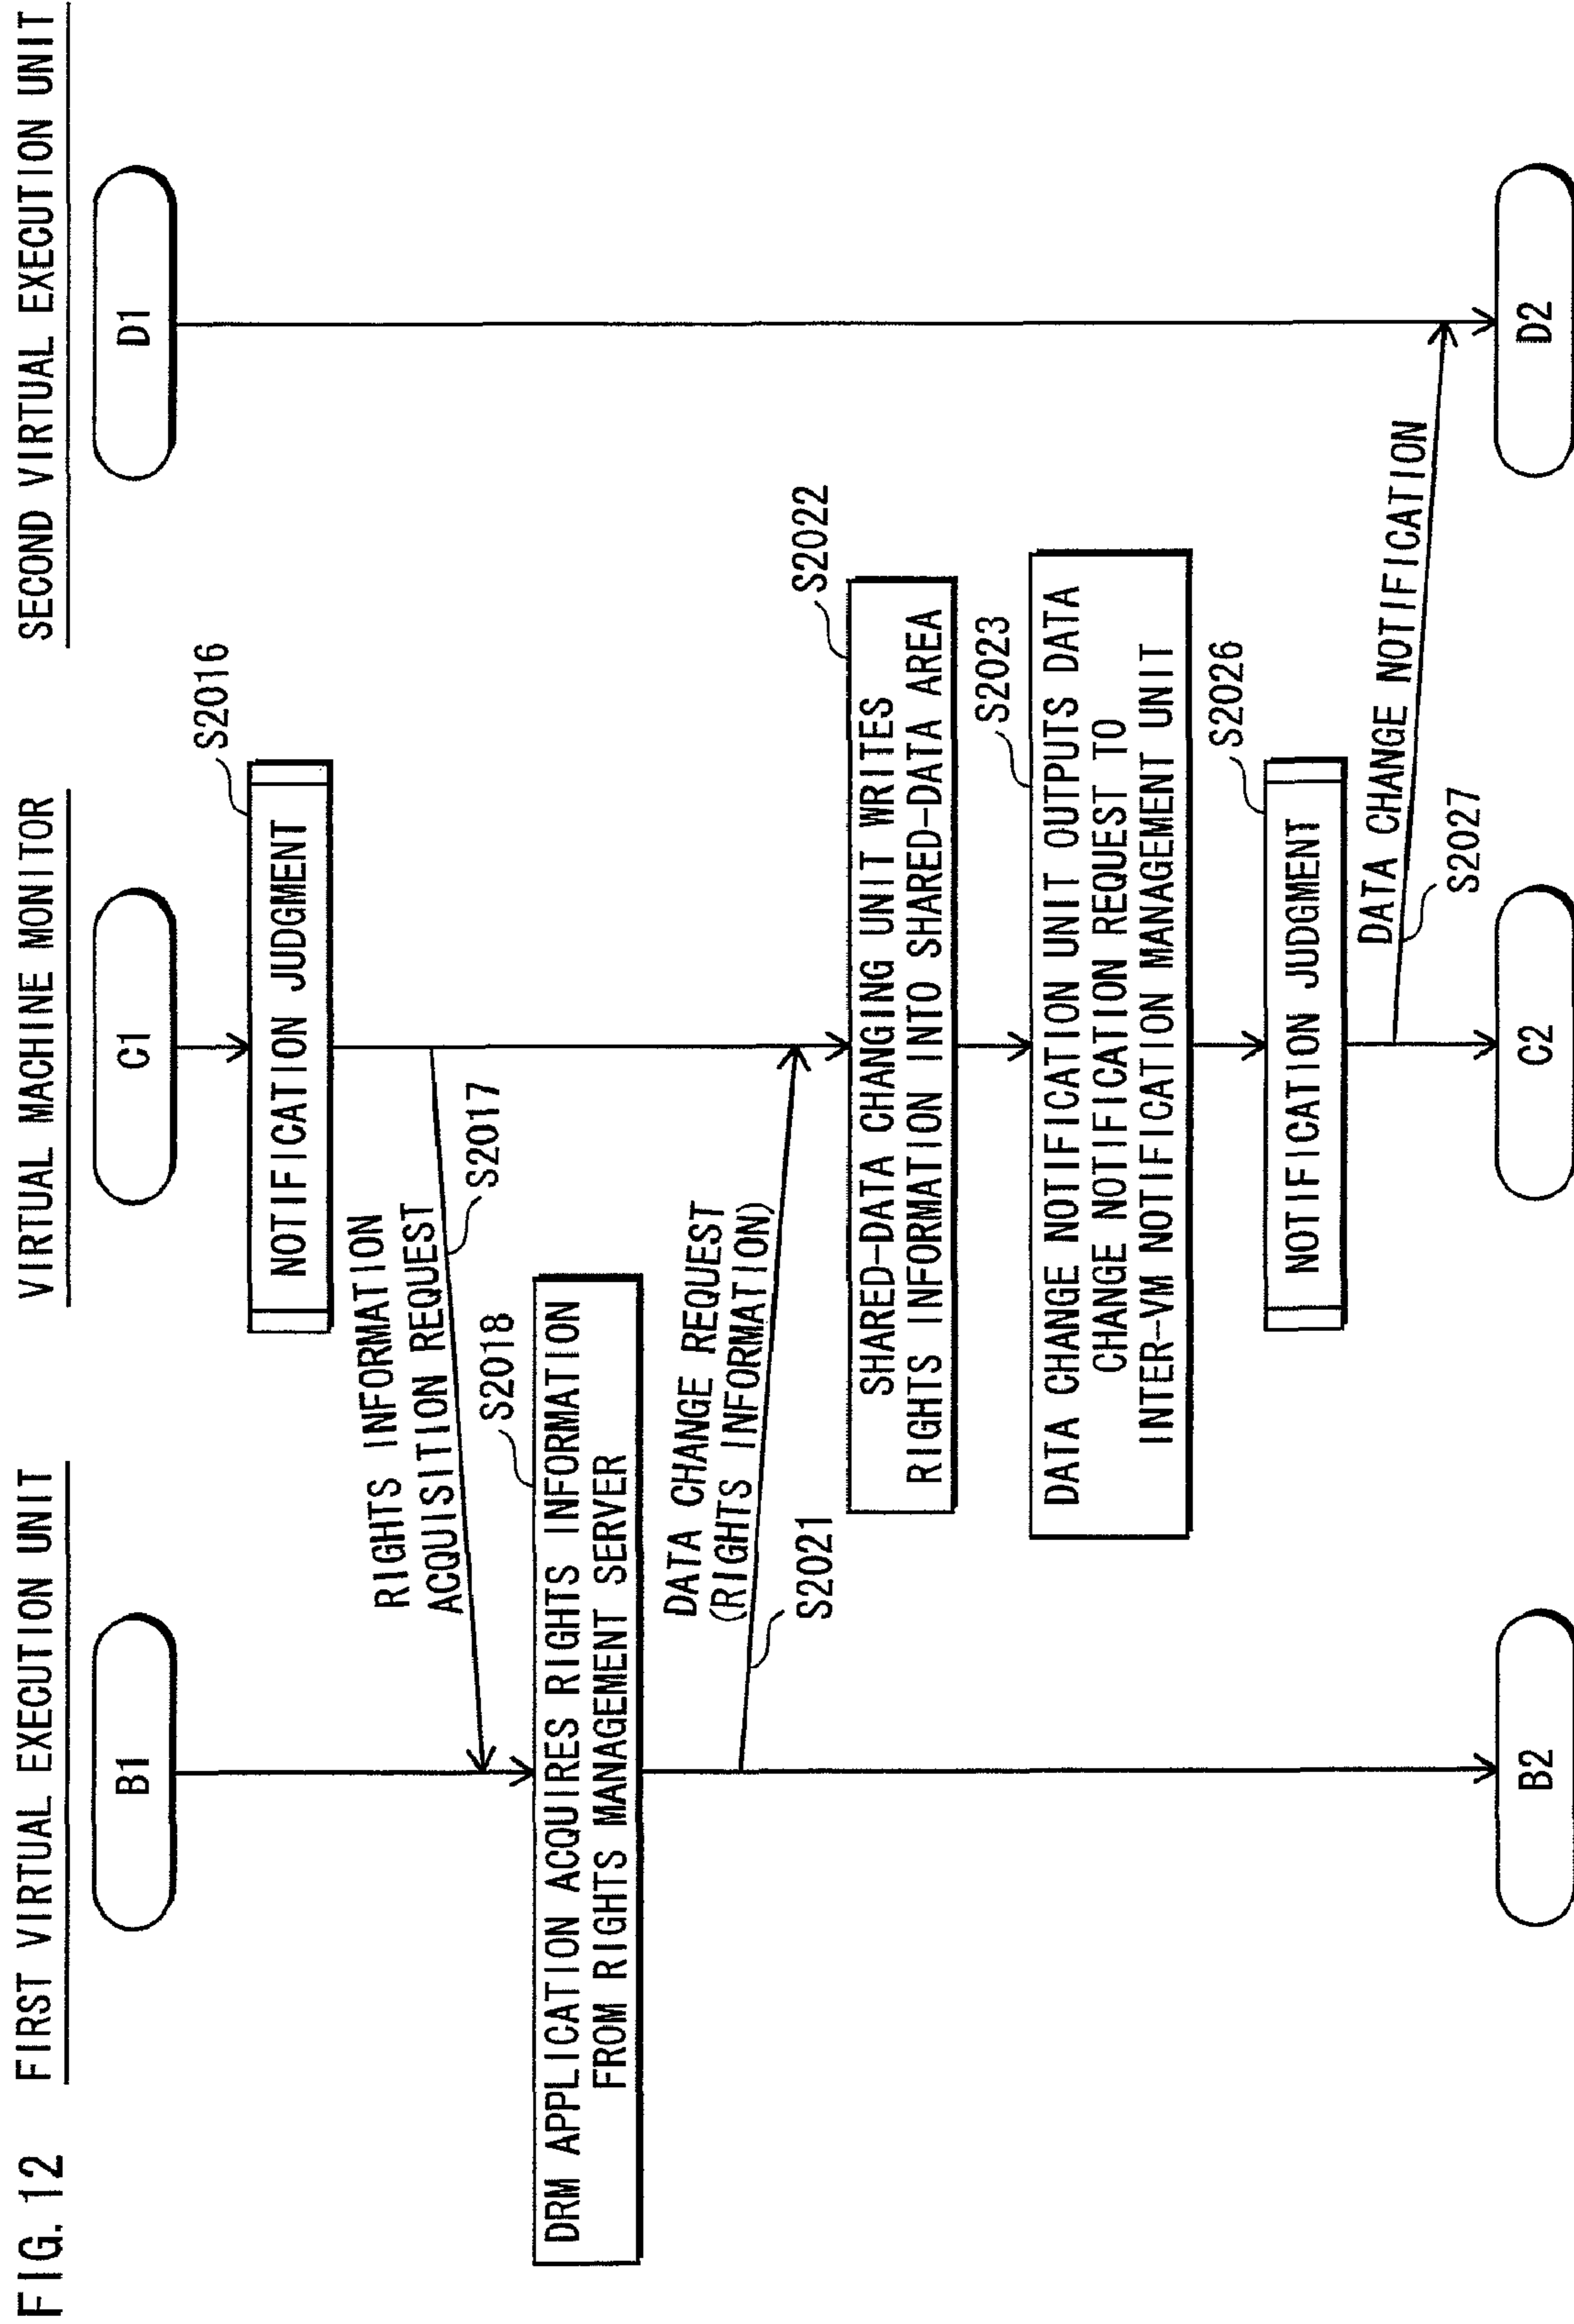 FIG. 12
FIRST VIRTUAL EXECUTION UNIT
VIRTUAL MACHINE MONITOR
SECOND VIRTUAL EXECUTION UNIT
B1
C1
D1
S2016
NOTIFICATION JUDGMENT
RIGHTS INFORMATION
ACQUISITION REQUEST
S2017
S2018
DRM APPLICATION ACQUIRES RIGHTS INFORMATION
FROM RIGHTS MANAGEMENT SERVER
DATA CHANGE REQUEST
(RIGHTS INFORMATION)
S2021
S2022
SHARED-DATA CHANGING UNIT WRITES
RIGHTS INFORMATION INTO SHARED-DATA AREA
S2023
DATA CHANGE NOTIFICATION UNIT OUTPUTS DATA
CHANGE NOTIFICATION REQUEST TO
INTER-VM NOTIFICATION MANAGEMENT UNIT
S2026
NOTIFICATION JUDGMENT
DATA CHANGE NOTIFICATION
S2027
B2
C2
D2